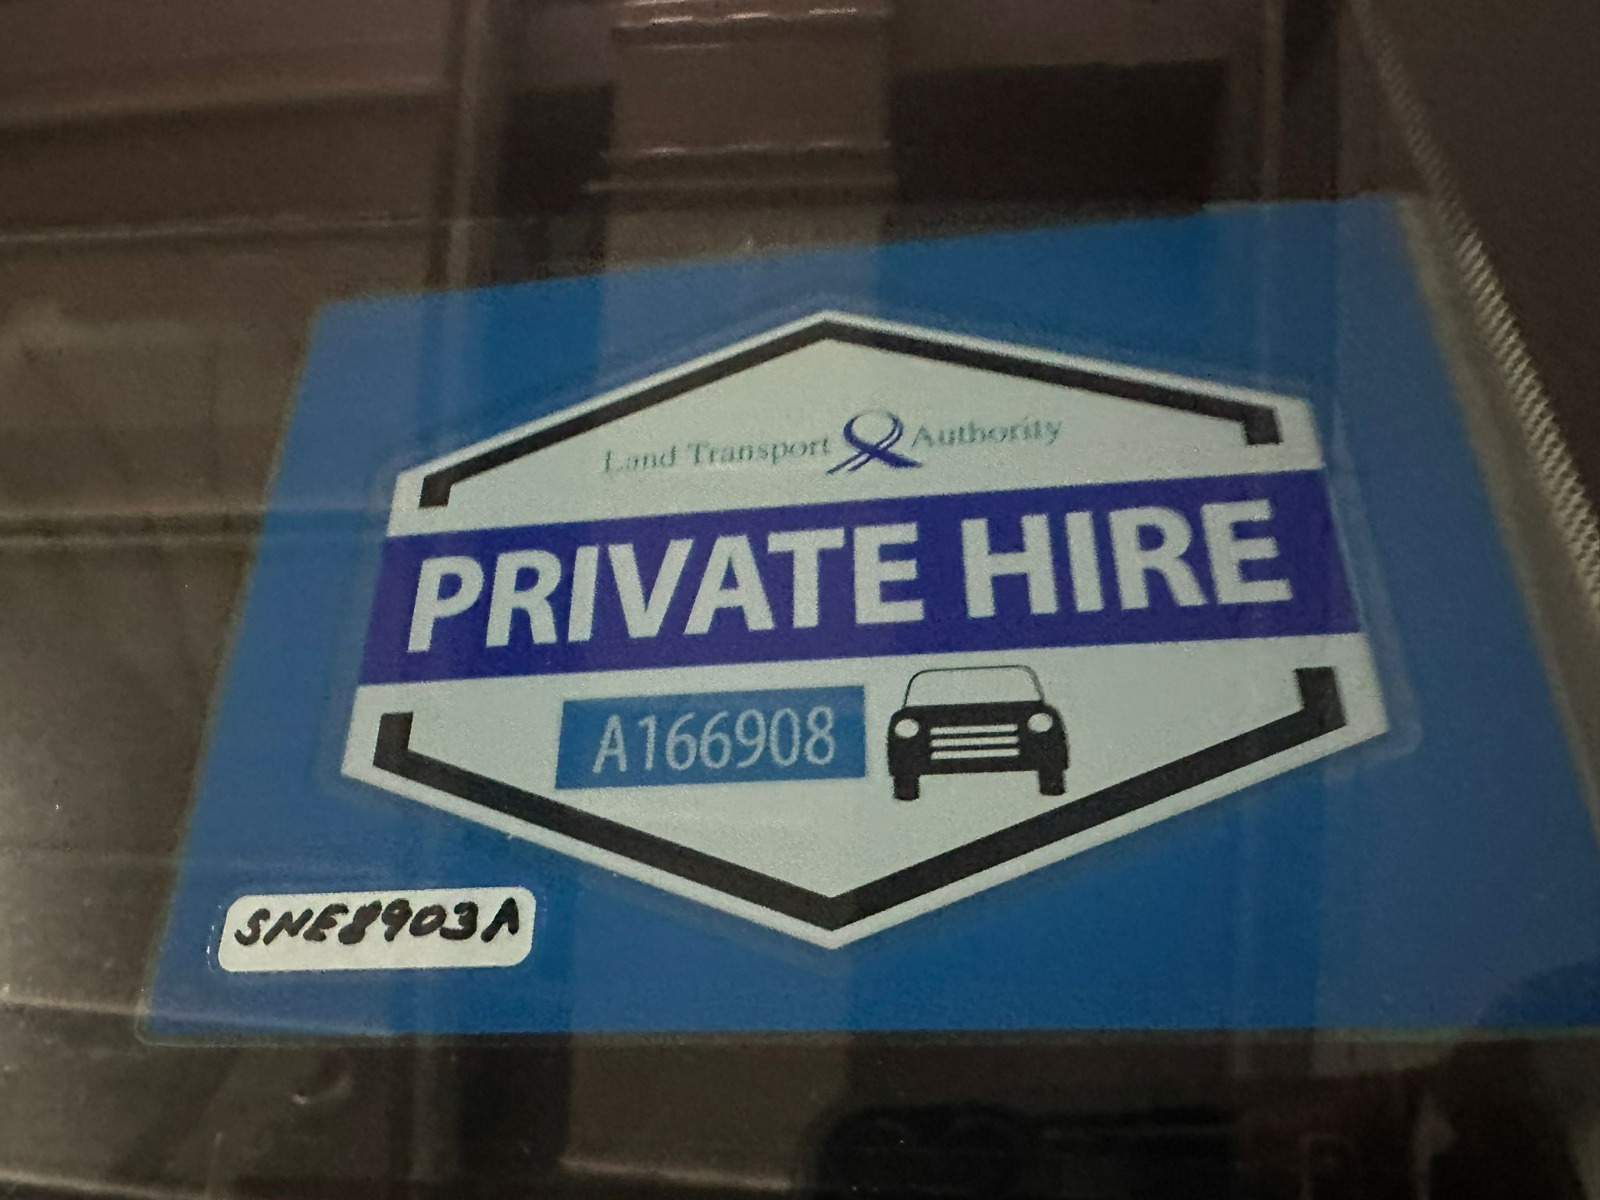 Land Transport Authority
PRIVATE HIRE
A166908
SNE8903A